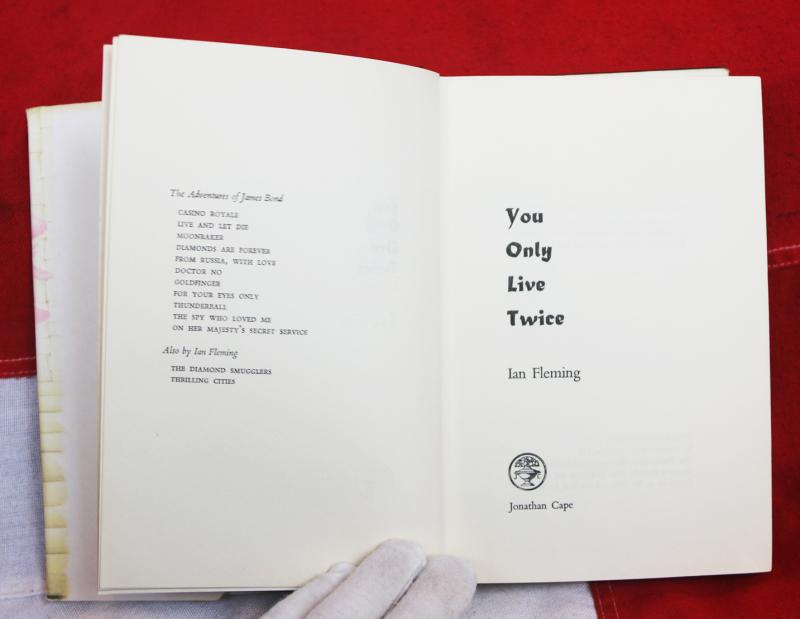 The Adventures of James Bond
CASINO ROYALE
LIVE AND LET DIE
MOONRAKER
DIAMONDS ARE FOREVER
FROM RUSSIA, WITH LOVE
DOCTOR NO
GOLDFINGER
FOR YOUR EYES ONLY
THUNDERBALL
THE SPY WHO LOVED ME
ON HER MAJESTY'S SECRET SERVICE
Also by Ian Fleming
THE DIAMOND SMUGGLERS
THRILLING CITIES
You
Only
Live
Twice
Ian Fleming
Jonathan Cape